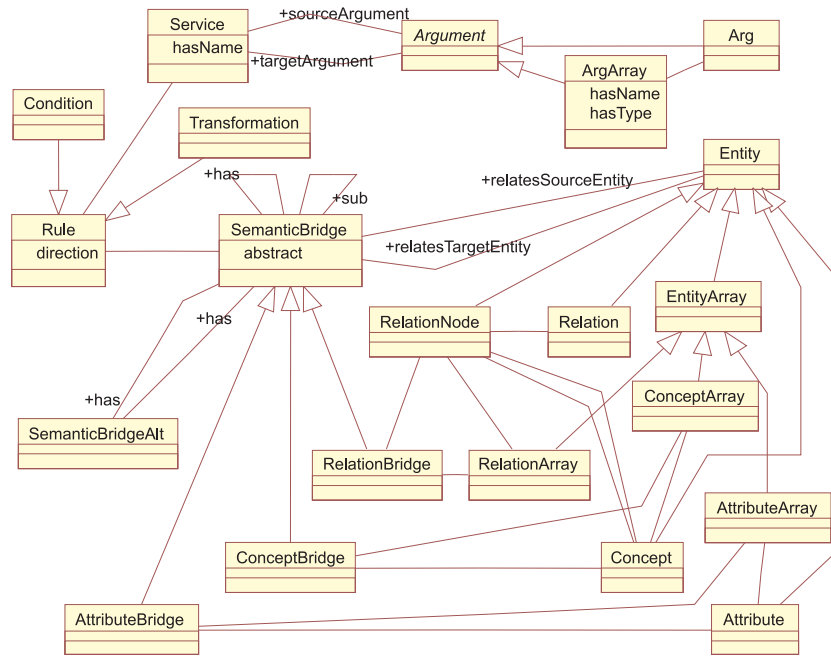 Service
hasName
+sourceArgument
+targetArgument
Argument
Arg
ArgArray
hasName
hasType
Condition
Transformation
Entity
+has
+sub
+relatesSourceEntity
Rule
direction
SemanticBridge
abstract
+relatesTargetEntity
EntityArray
+has
RelationNode
Relation
ConceptArray
+has
SemanticBridgeAlt
RelationBridge
RelationArray
AttributeArray
ConceptBridge
Concept
AttributeBridge
Attribute